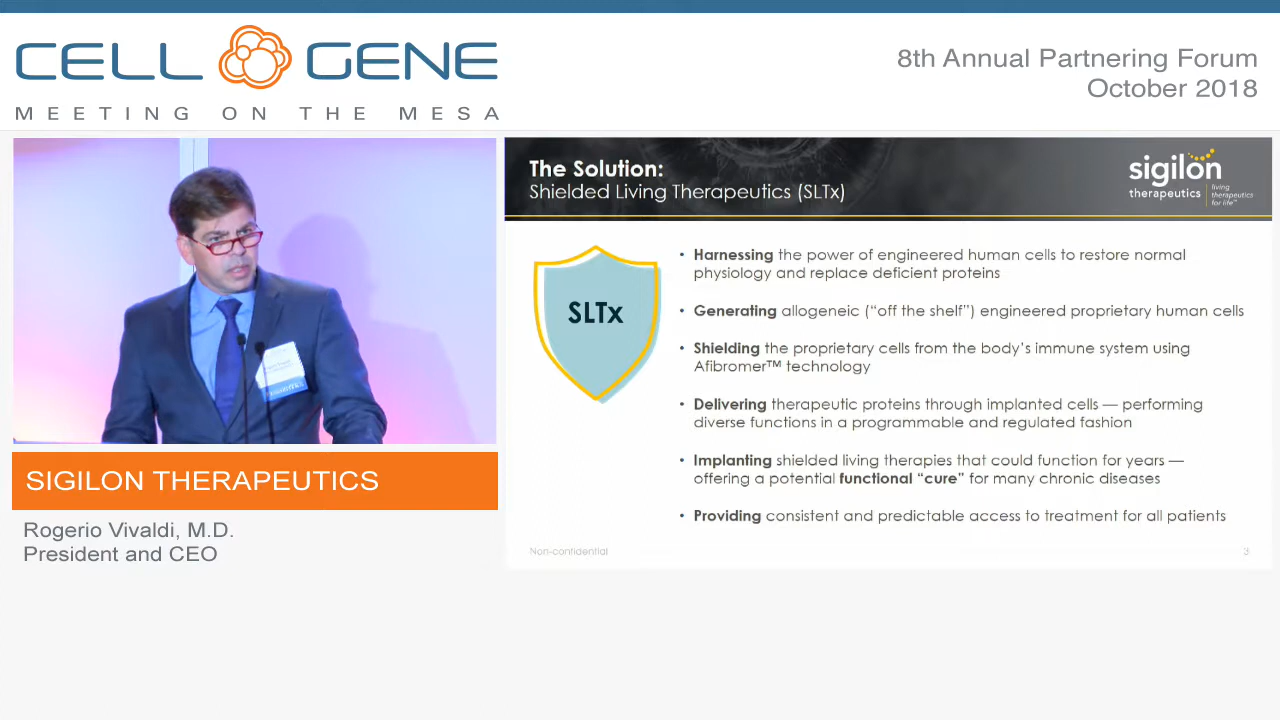 CELL GENE
MEETING ON THE MESA
8th Annual Partnering Forum
October 2018
The Solution:
Shielded Living Therapeutics (SLTx)
sigilon
therapeutics
living
therapeutics
for life™
SLTx
• Harnessing the power of engineered human cells to restore normal
physiology and replace deficient proteins
• Generating allogeneic (“off the shelf”) engineered proprietary human cells
• Shielding the proprietary cells from the body’s immune system using
Afibromer™ technology
• Delivering therapeutic proteins through implanted cells — performing
diverse functions in a programmable and regulated fashion
• Implanting shielded living therapies that could function for years —
offering a potential functional “cure” for many chronic diseases
• Providing consistent and predictable access to treatment for all patients
Non-confidential
3
SIGILON THERAPEUTICS
Rogerio Vivaldi, M.D.
President and CEO